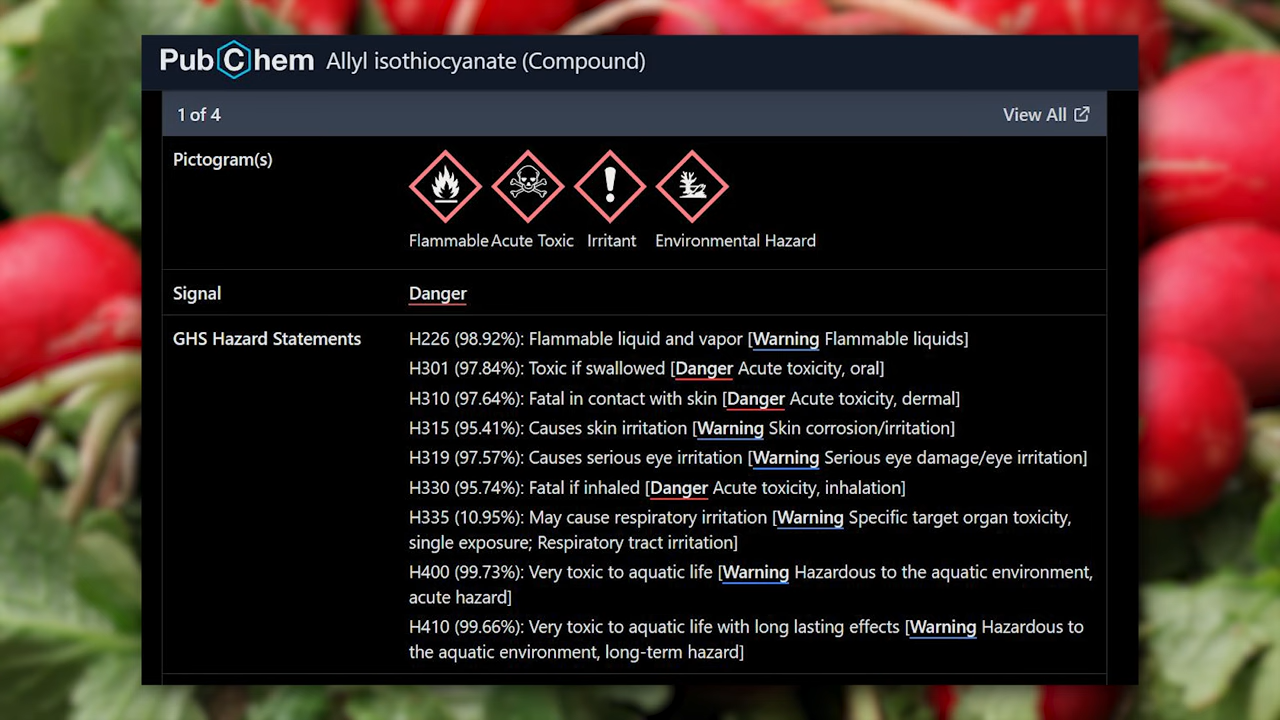 PubChem Allyl isothiocyanate (Compound)
1 of 4 View All
Pictogram(s)
Flammable Acute Toxic Irritant Environmental Hazard
Signal Danger
GHS Hazard Statements H226 (98.92%): Flammable liquid and vapor [Warning Flammable liquids]
H301 (97.84%): Toxic if swallowed [Danger Acute toxicity, oral]
H310 (97.64%): Fatal in contact with skin [Danger Acute toxicity, dermal]
H315 (95.41%): Causes skin irritation [Warning Skin corrosion/irritation]
H319 (97.57%): Causes serious eye irritation [Warning Serious eye damage/eye irritation]
H330 (95.74%): Fatal if inhaled [Danger Acute toxicity, inhalation]
H335 (10.95%): May cause respiratory irritation [Warning Specific target organ toxicity,
single exposure; Respiratory tract irritation]
H400 (99.73%): Very toxic to aquatic life [Warning Hazardous to the aquatic environment,
acute hazard]
H410 (99.66%): Very toxic to aquatic life with long lasting effects [Warning Hazardous to
the aquatic environment, long-term hazard]